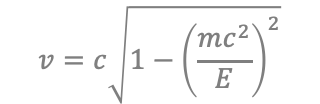 v = c √(1 − (mc²/E)²)